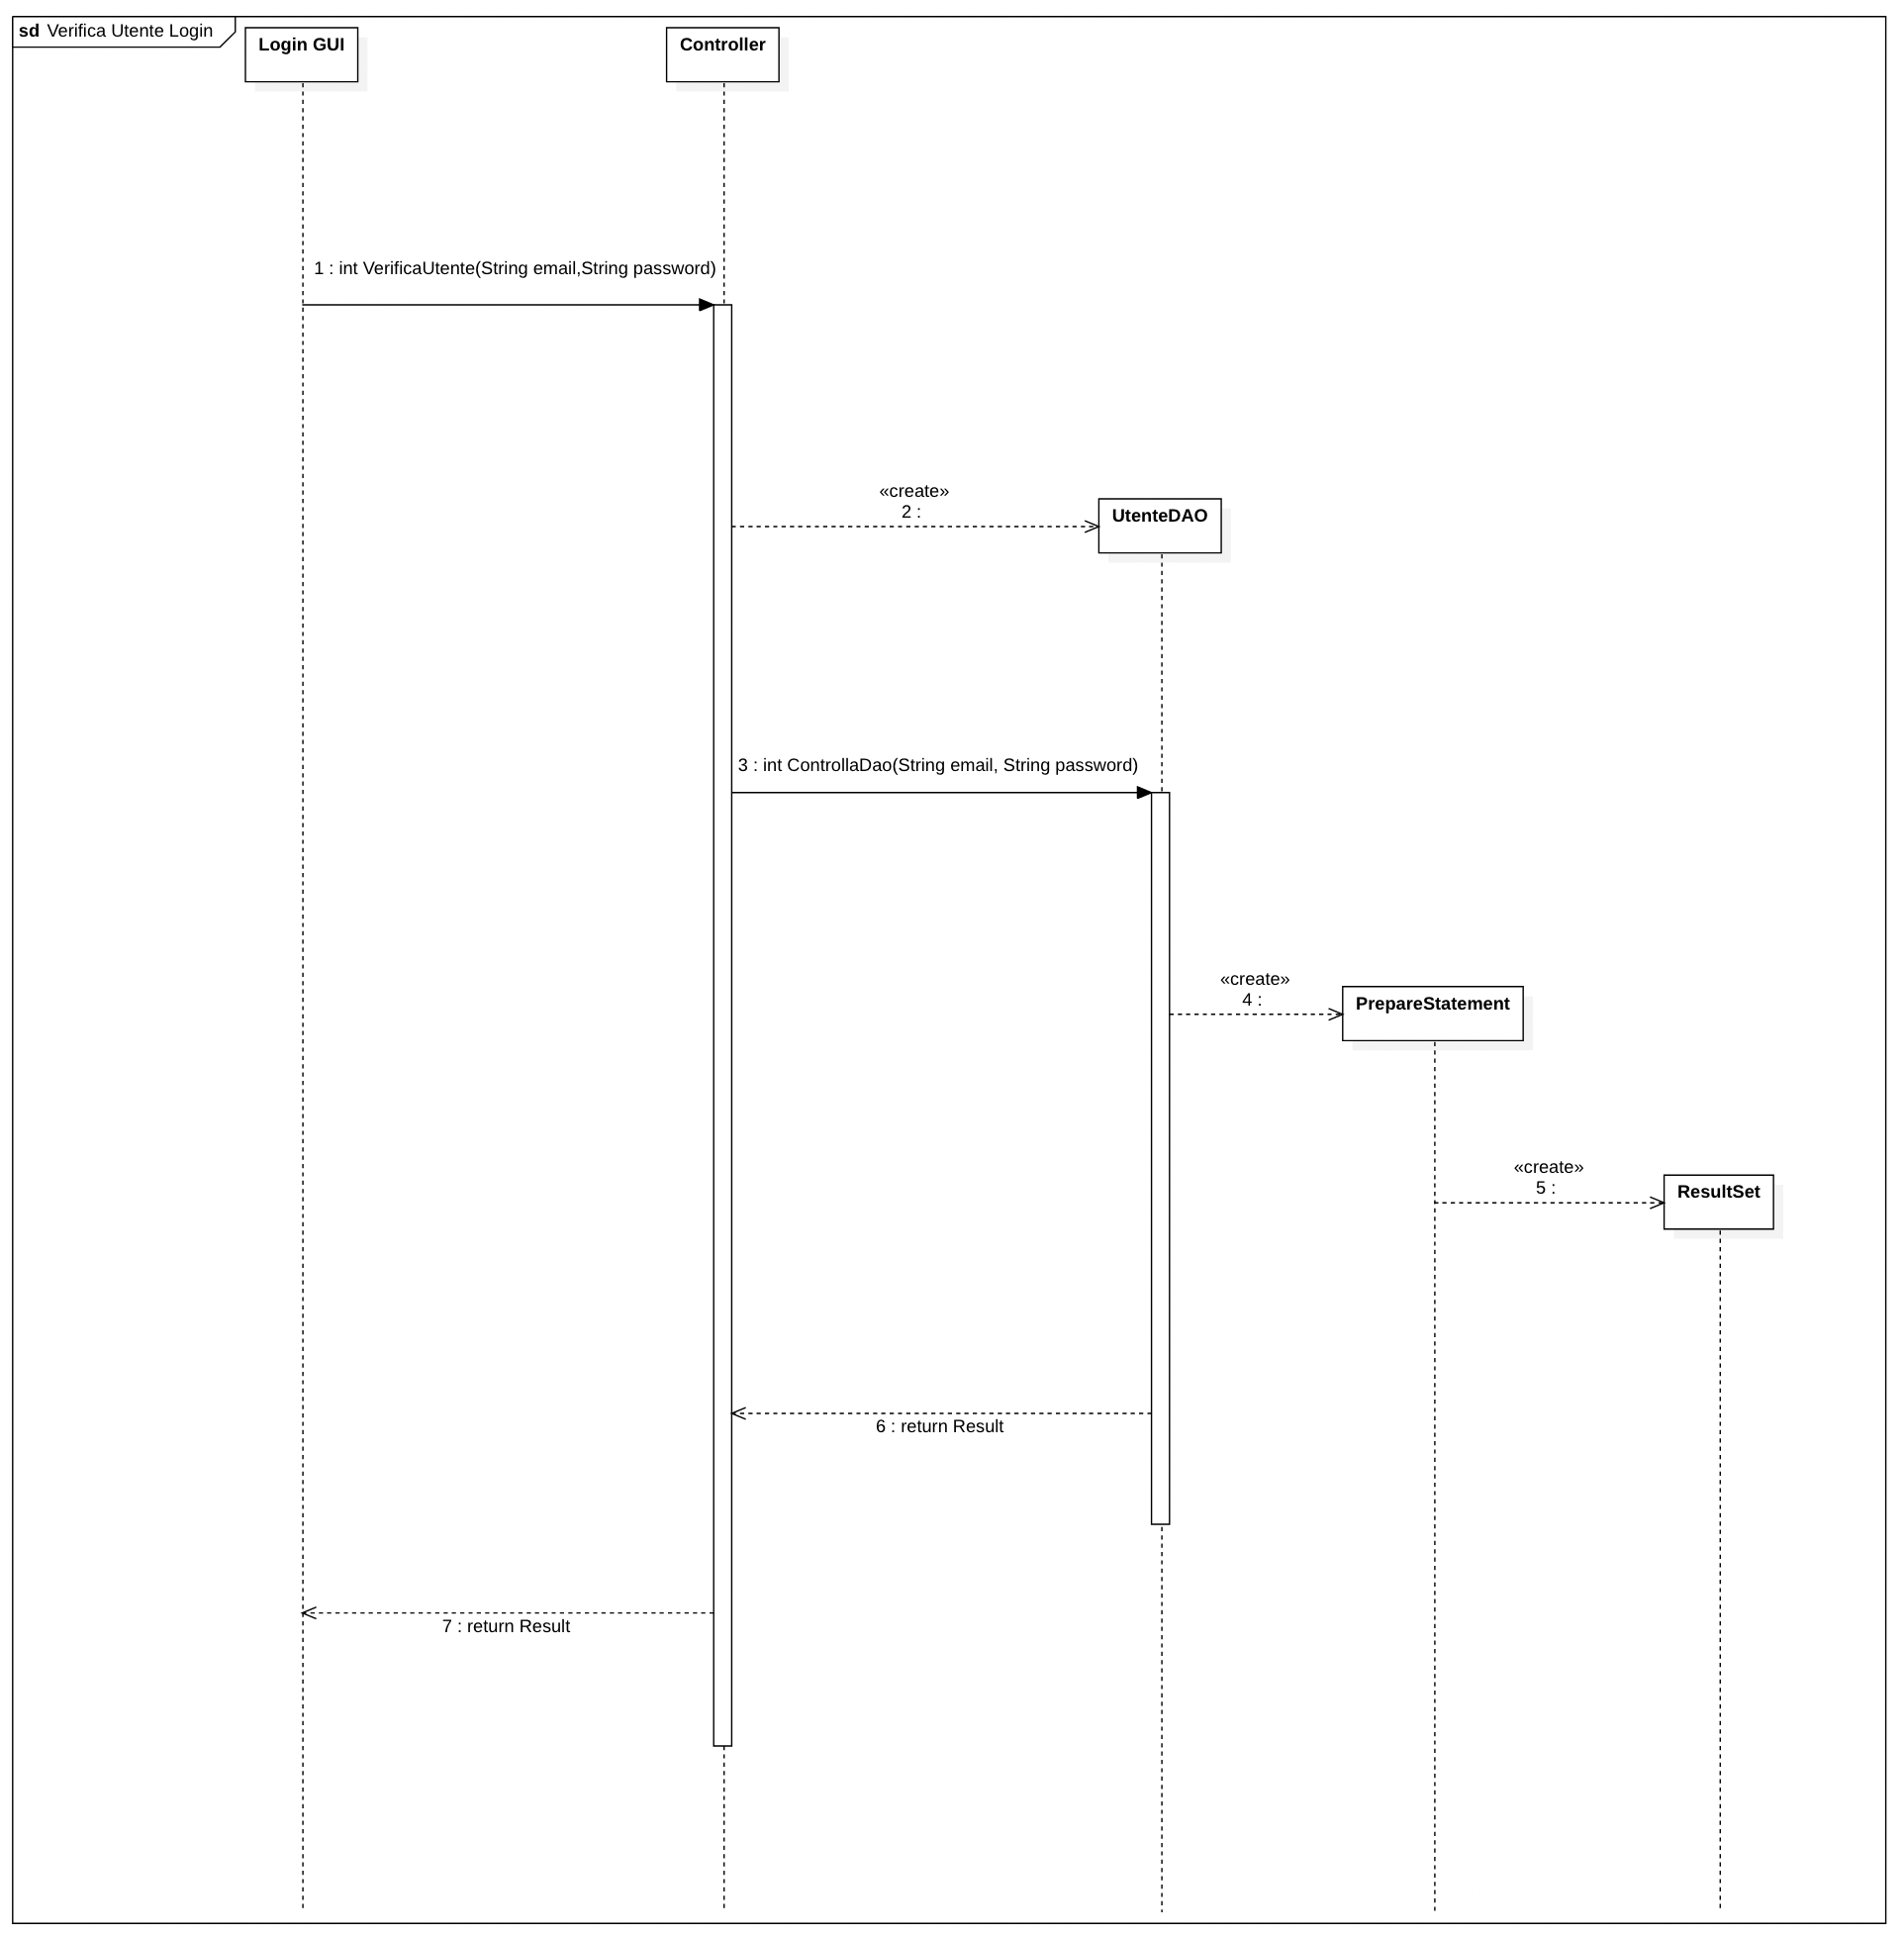 sd Verifica Utente Login
Login GUI
Controller
1 : int VerificaUtente(String email,String password)
«create»
2 :
UtenteDAO
3 : int ControllaDao(String email, String password)
«create»
4 :
PrepareStatement
«create»
5 :
ResultSet
6 : return Result
7 : return Result